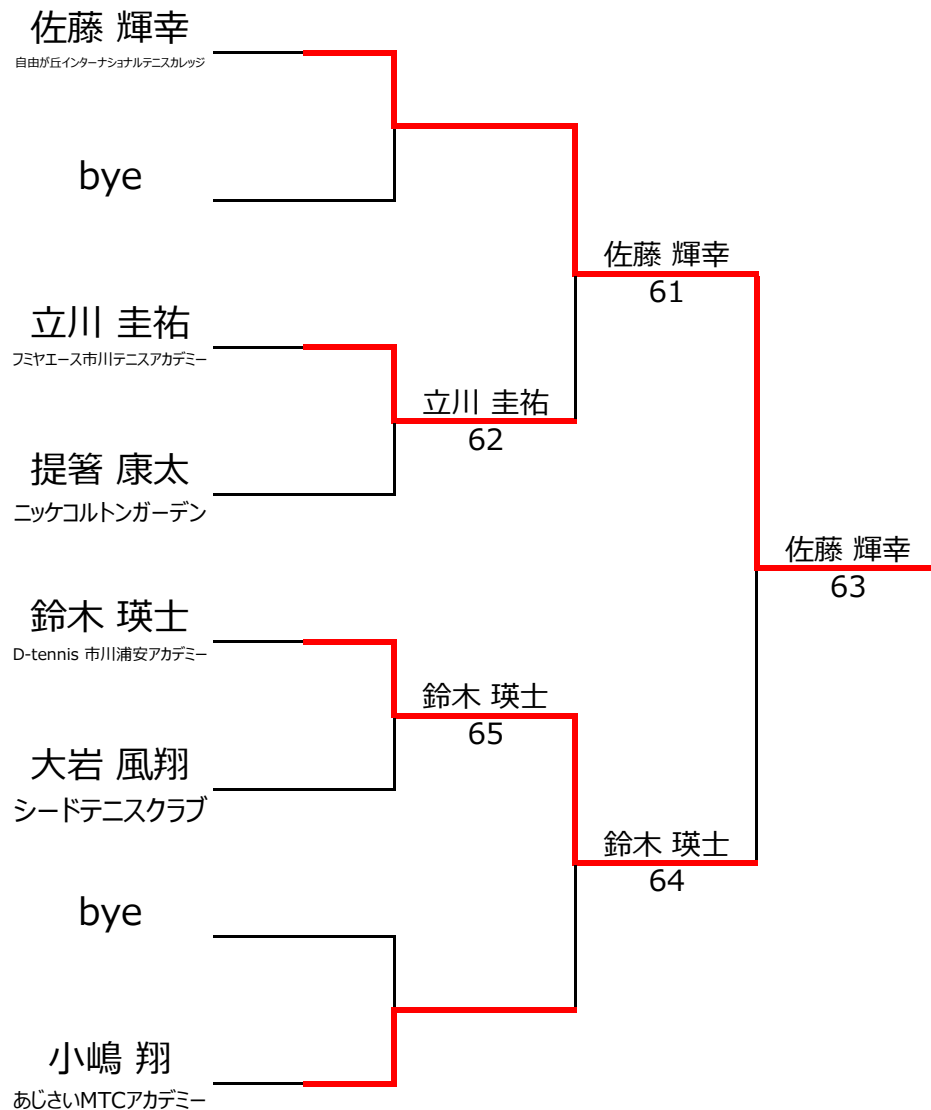 佐藤 輝幸
自由が丘インターナショナルテニスカレッジ
bye
佐藤 輝幸
61
立川 圭祐
フミヤエース市川テニスアカデミー
立川 圭祐
62
提箸 康太
ニッケコルトンガーデン
佐藤 輝幸
63
鈴木 瑛士
D-tennis 市川浦安アカデミー
鈴木 瑛士
65
大岩 風翔
シードテニスクラブ
鈴木 瑛士
64
bye
小嶋 翔
あじさいMTCアカデミー